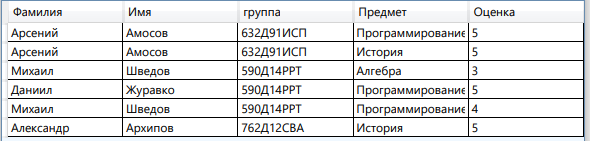 Фамилия Имя группа Предмет Оценка
Арсений Амосов 632Д91ИСП Программирование 5
Арсений Амосов 632Д91ИСП История 5
Михаил Шведов 590Д14РРТ Алгебра 3
Даниил Журавко 590Д14РРТ Программирование 5
Михаил Шведов 590Д14РРТ Программирование 4
Александр Архипов 762Д12СВА История 5